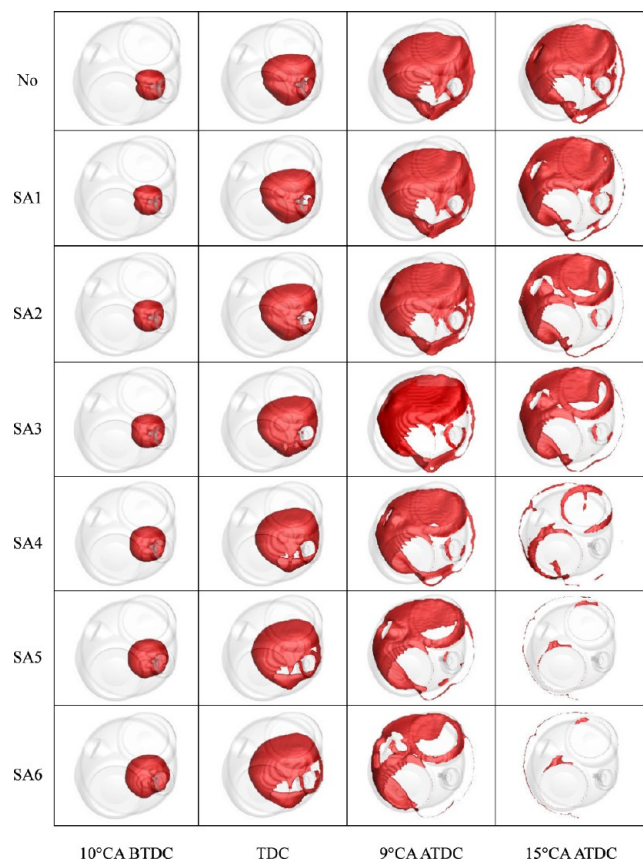 No
SA1
SA2
SA3
SA4
SA5
SA6
10°CA BTDC TDC 9°CA ATDC 15°CA ATDC